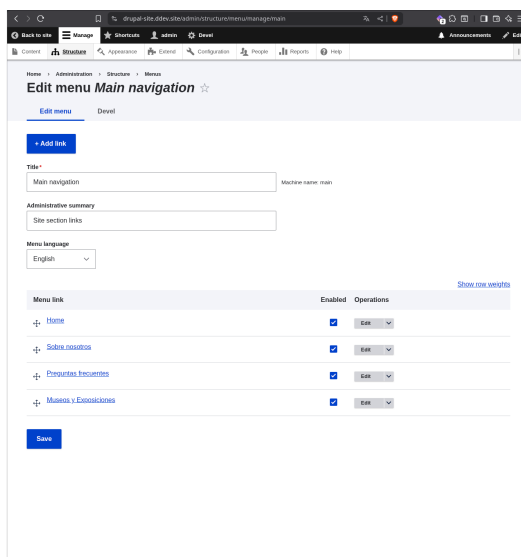 drupal-site.ddev.site/admin/structure/menu/manage/main
Back to site Manage Shortcuts admin Devel Announcements Edi
Content Structure Appearance Extend Configuration People Reports Help
Home › Administration › Structure › Menus
Edit menu Main navigation
Edit menu Devel
+ Add link
Title*
Main navigation Machine name: main
Administrative summary
Site section links
Menu language
English
Show row weights
Menu link Enabled Operations
Home Edit
Sobre nosotros Edit
Preguntas frecuentes Edit
Museos y Exposiciones Edit
Save